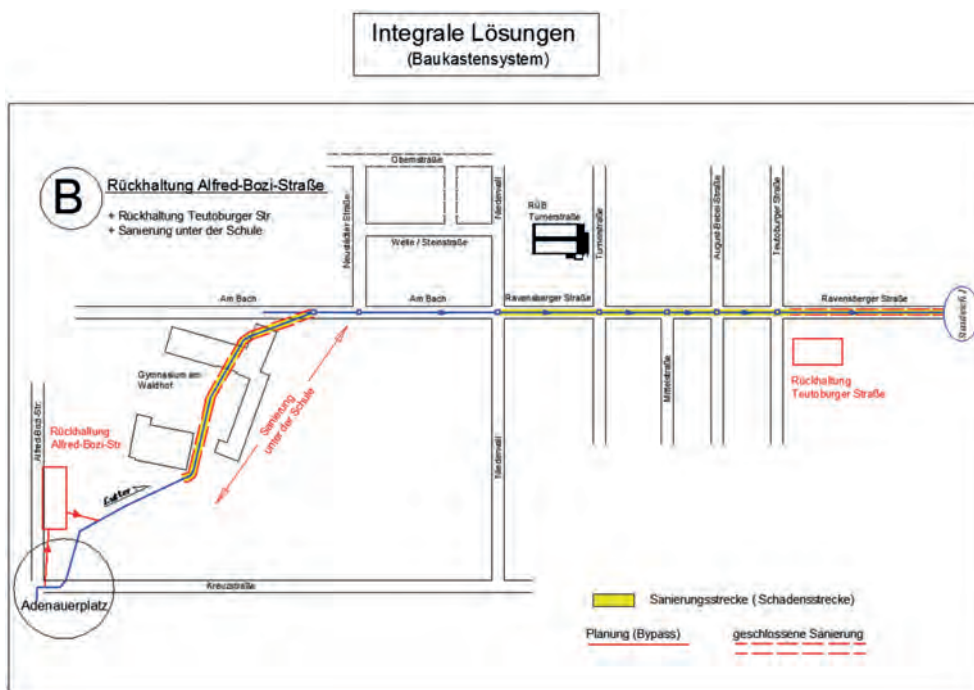 Integrale Lösungen
(Baukastensystem)
B
Rückhaltung Alfred-Bozi-Straße
+ Rückhaltung Teutoburger Str.
+ Sanierung unter der Schule
Obernstraße
Neustädter Straße
Niederwall
Welle / Steinstraße
RÜB
Turnerstraße
Turnerstraße
August-Bebel-Straße
Teutoburger Straße
Am Bach
Am Bach
Ravensberger Straße
Ravensberger Straße
Gymnasium am
Waldhof
Sanierung
unter der Schule
Mittelstraße
Rückhaltung
Teutoburger Straße
Alfred-Bozi-Str.
Rückhaltung
Alfred-Bozi-Str
Lutter
Niederwall
Kreuzstraße
Adenauerplatz
Sanierungsstrecke (Schadensstrecke)
Planung (Bypass)
geschlossene Sanierung